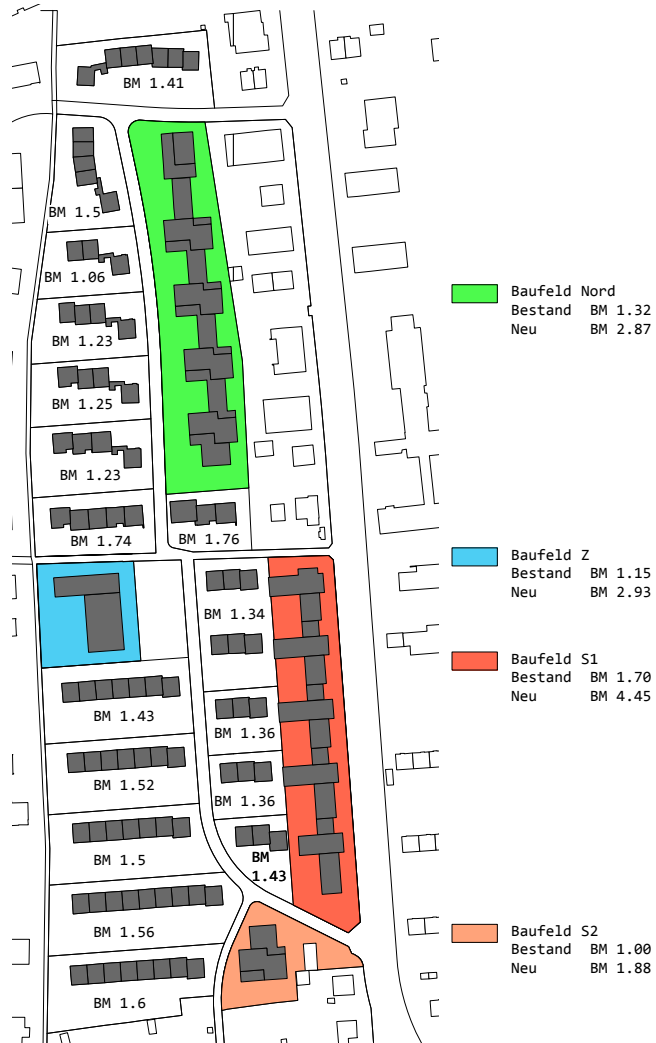 BM 1.41
BM 1.5
BM 1.06
BM 1.23
BM 1.25
BM 1.23
BM 1.74
BM 1.76
BM 1.34
BM 1.43
BM 1.36
BM 1.52
BM 1.36
BM 1.5
BM
1.43
BM 1.56
BM 1.6
Baufeld Nord
Bestand BM 1.32
Neu BM 2.87
Baufeld Z
Bestand BM 1.15
Neu BM 2.93
Baufeld S1
Bestand BM 1.70
Neu BM 4.45
Baufeld S2
Bestand BM 1.00
Neu BM 1.88